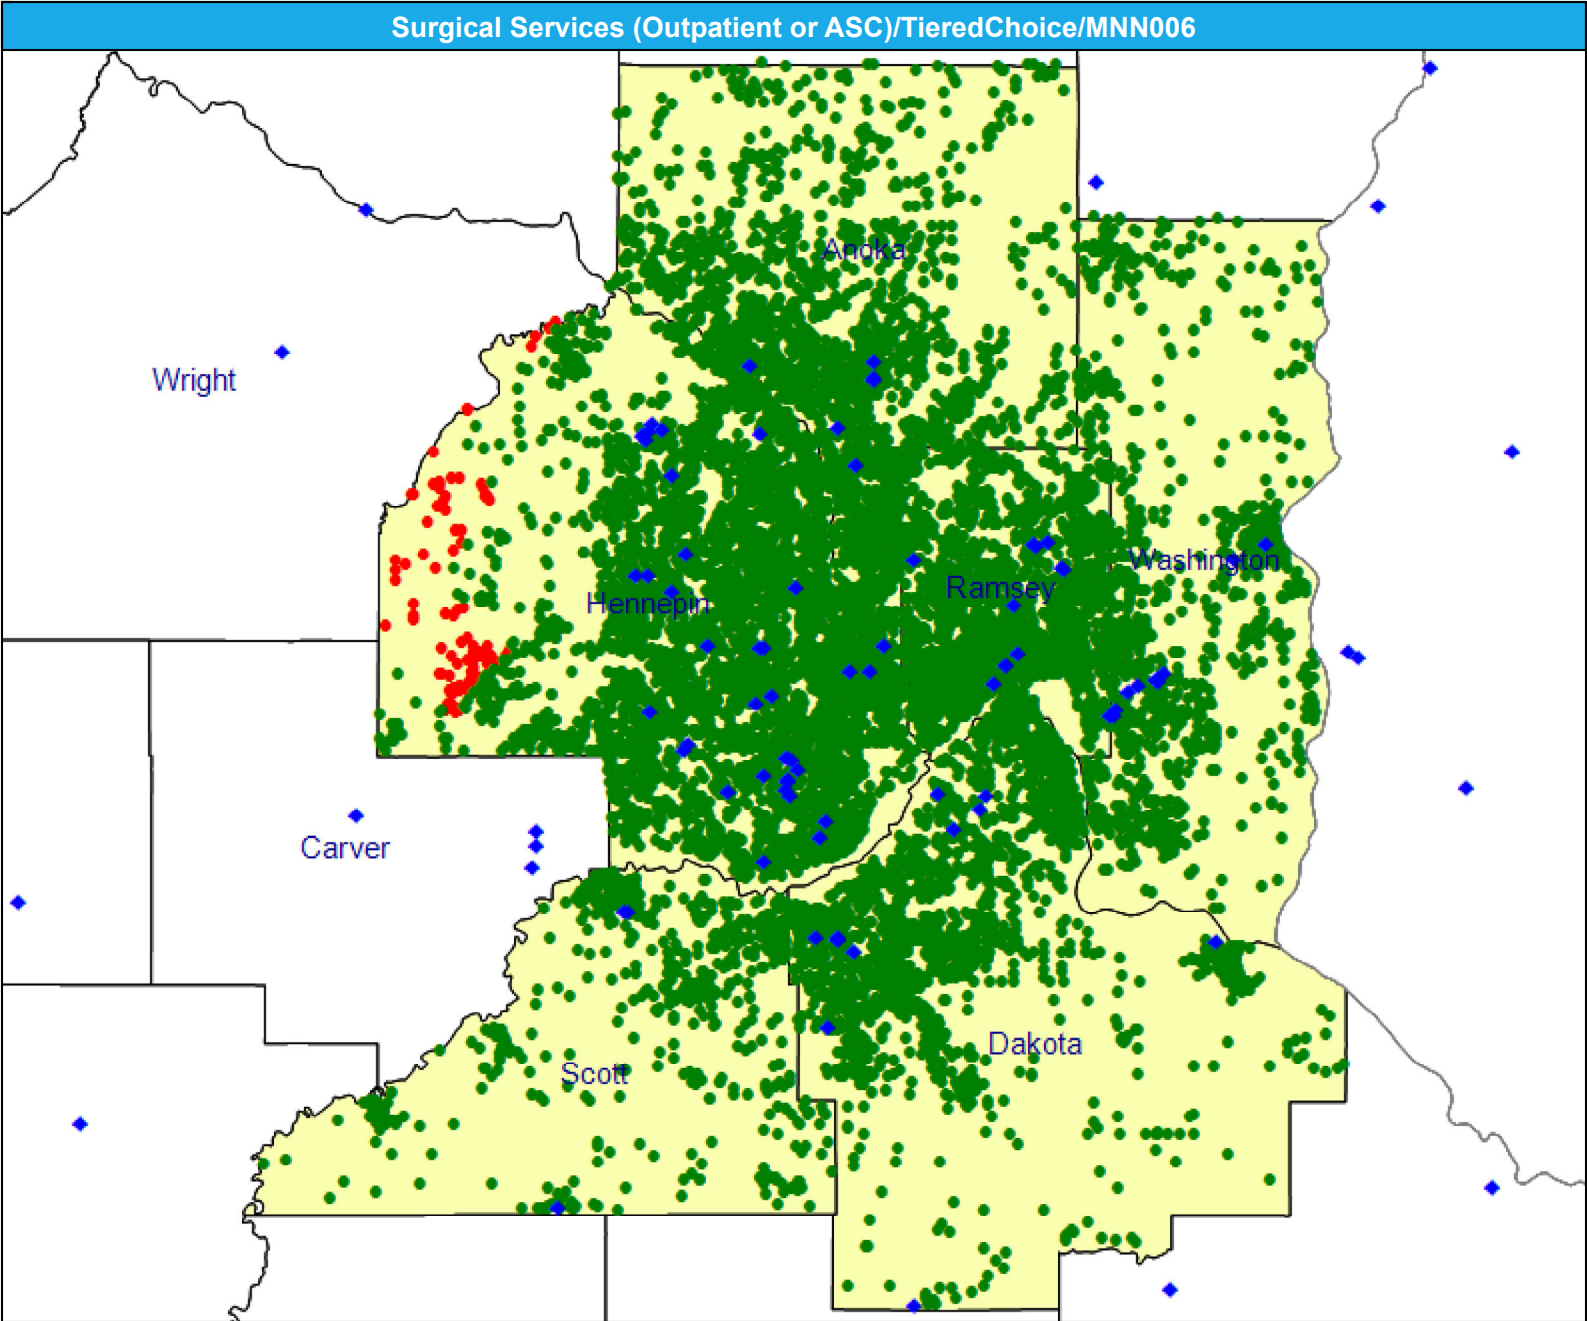 Surgical Services (Outpatient or ASC)/TieredChoice/MNN006
Anoka
Wright
Washington
Ramsey
Hennepin
Carver
Dakota
Scott